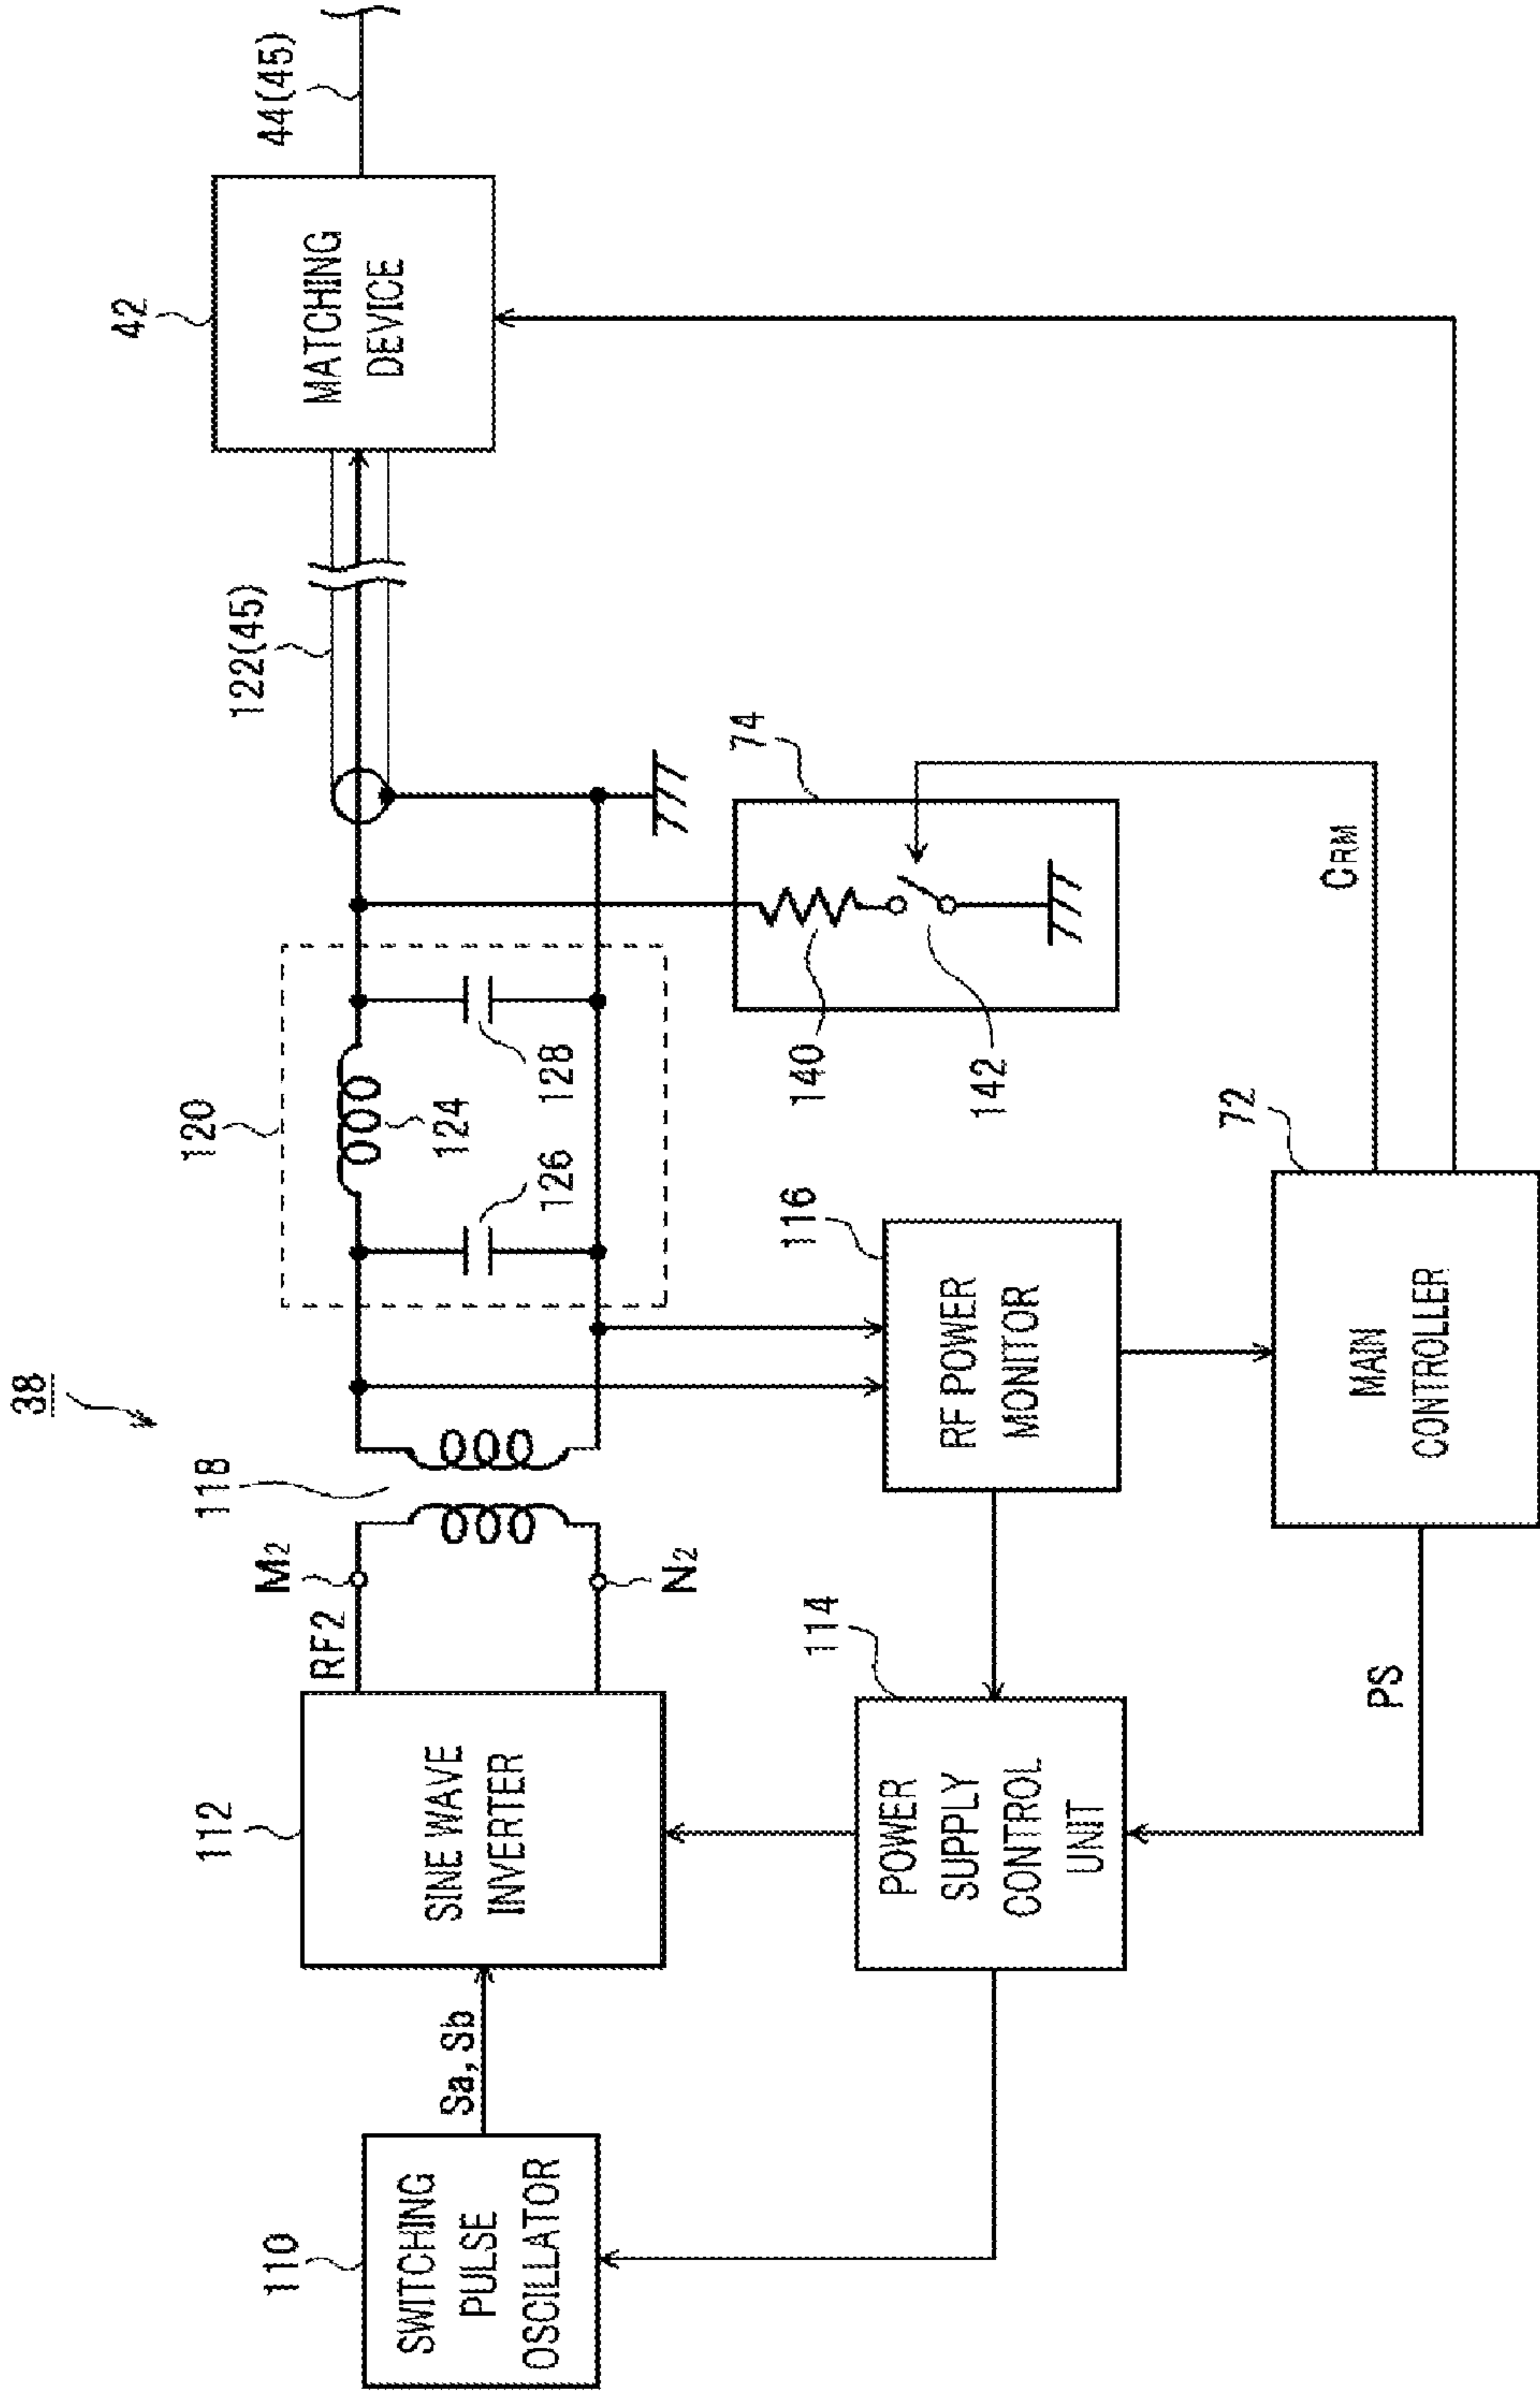 38
110
SWITCHING
PULSE
OSCILLATOR
Sa, Sb
112
SINE WAVE
INVERTER
RF2
M2
N2
118
120
124
126
128
122(45)
42
MATCHING
DEVICE
44(45)
114
POWER
SUPPLY
CONTROL
UNIT
116
RF POWER
MONITOR
140
142
74
PS
72
MAIN
CONTROLLER
CRM